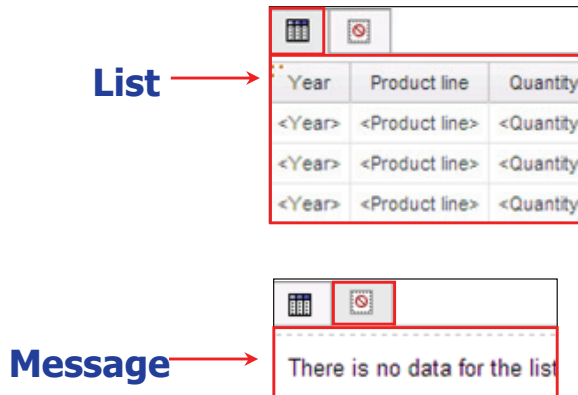 List
Year Product line Quantity
<Year> <Product line> <Quantity
<Year> <Product line> <Quantity
<Year> <Product line> <Quantity
Message
There is no data for the list